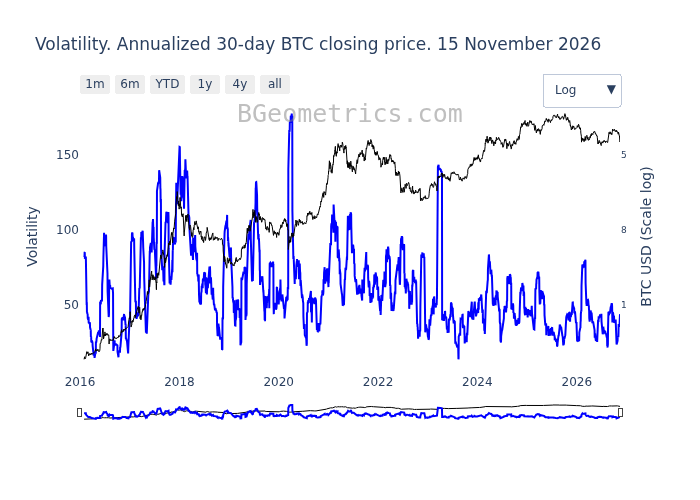 Volatility. Annualized 30-day BTC closing price. 15 November 2026
1m 6m YTD 1y 4y all
Log ▼
BGeometrics.com
150
100
50
Volatility
5
8
1
BTC USD (Scale log)
2016 2018 2020 2022 2024 2026